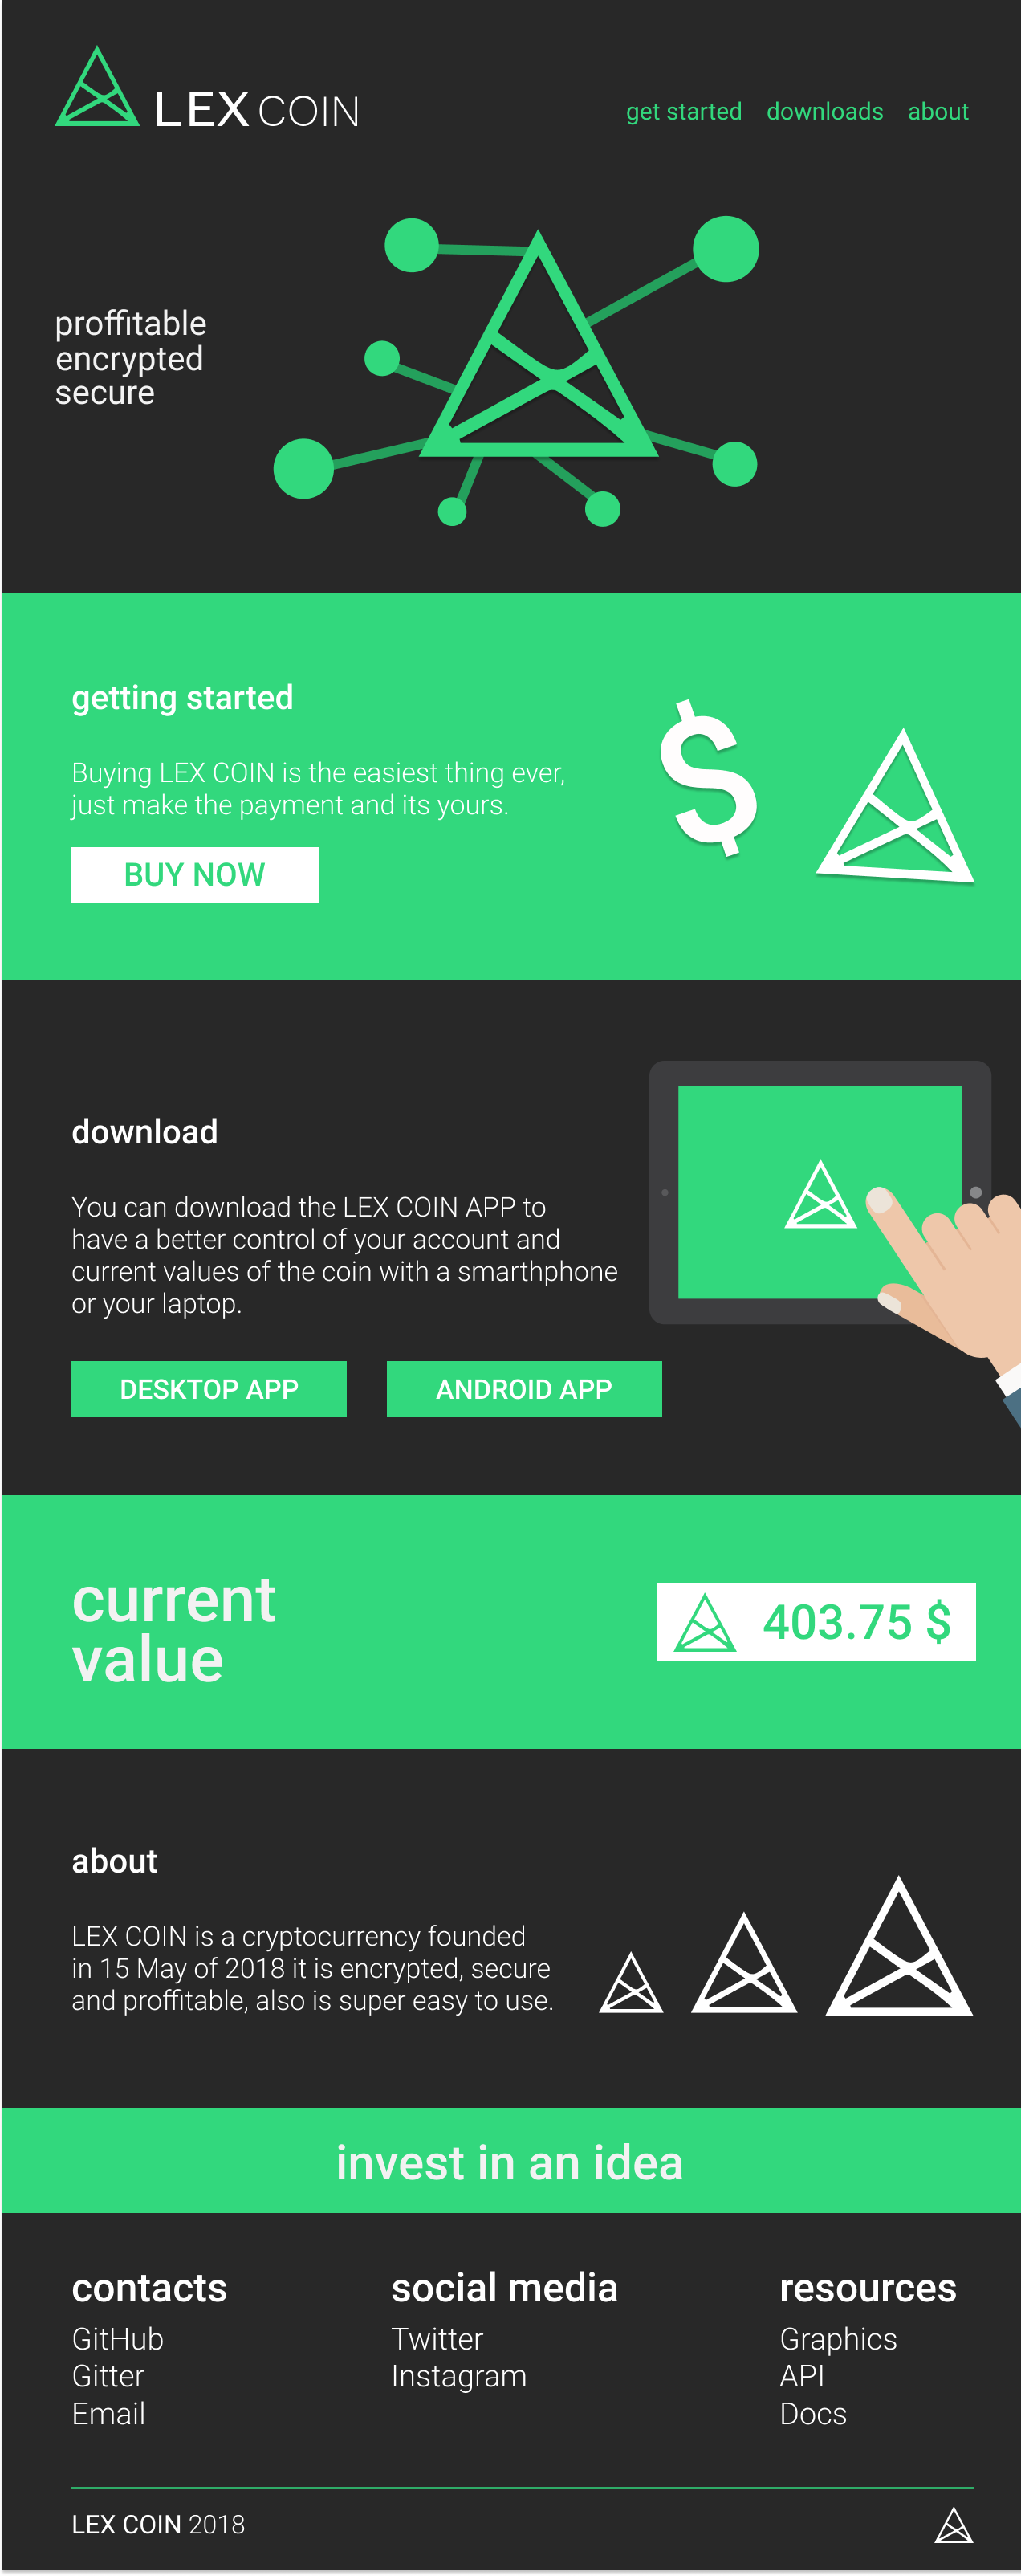 LEX COIN
get started downloads about
proffitable
encrypted
secure
getting started
Buying LEX COIN is the easiest thing ever,
just make the payment and its yours.
BUY NOW
$
download
You can download the LEX COIN APP to
have a better control of your account and
current values of the coin with a smarthphone
or your laptop.
DESKTOP APP ANDROID APP
current
value
403.75 $
about
LEX COIN is a cryptocurrency founded
in 15 May of 2018 it is encrypted, secure
and proffitable, also is super easy to use.
invest in an idea
contacts social media resources
GitHub Twitter Graphics
Gitter Instagram API
Email Docs
LEX COIN 2018